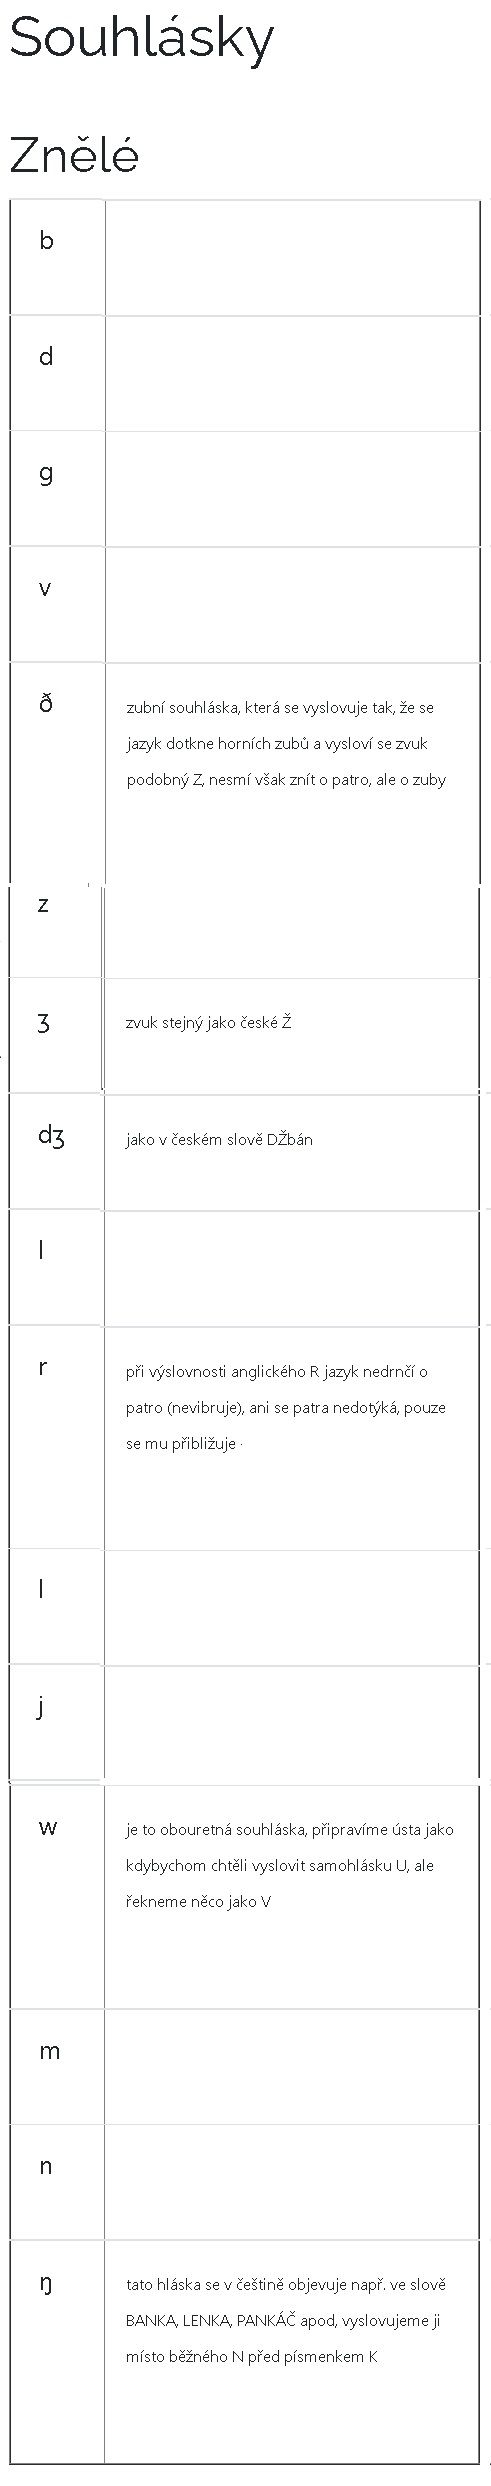 Souhlásky
Znělé
b
d
g
v
ð
zubní souhláska, která se vyslovuje tak, že se
jazyk dotkne horních zubů a vysloví se zvuk
podobný Z, nesmí však znít o patro, ale o zuby
z
ʒ
zvuk stejný jako české Ž
dʒ
jako v českém slově DŽbán
l
r
při výslovnosti anglického R jazyk nedrnčí o
patro (nevibruje), ani se patra nedotýká, pouze
se mu přibližuje ·
l
j
w
je to obouretná souhláska, připravíme ústa jako
kdybychom chtěli vyslovit samohlásku U, ale
řekneme něco jako V
m
n
ŋ
tato hláska se v češtině objevuje např. ve slově
BANKA, LENKA, PANKÁČ apod, vyslovujeme ji
místo běžného N před písmenkem K